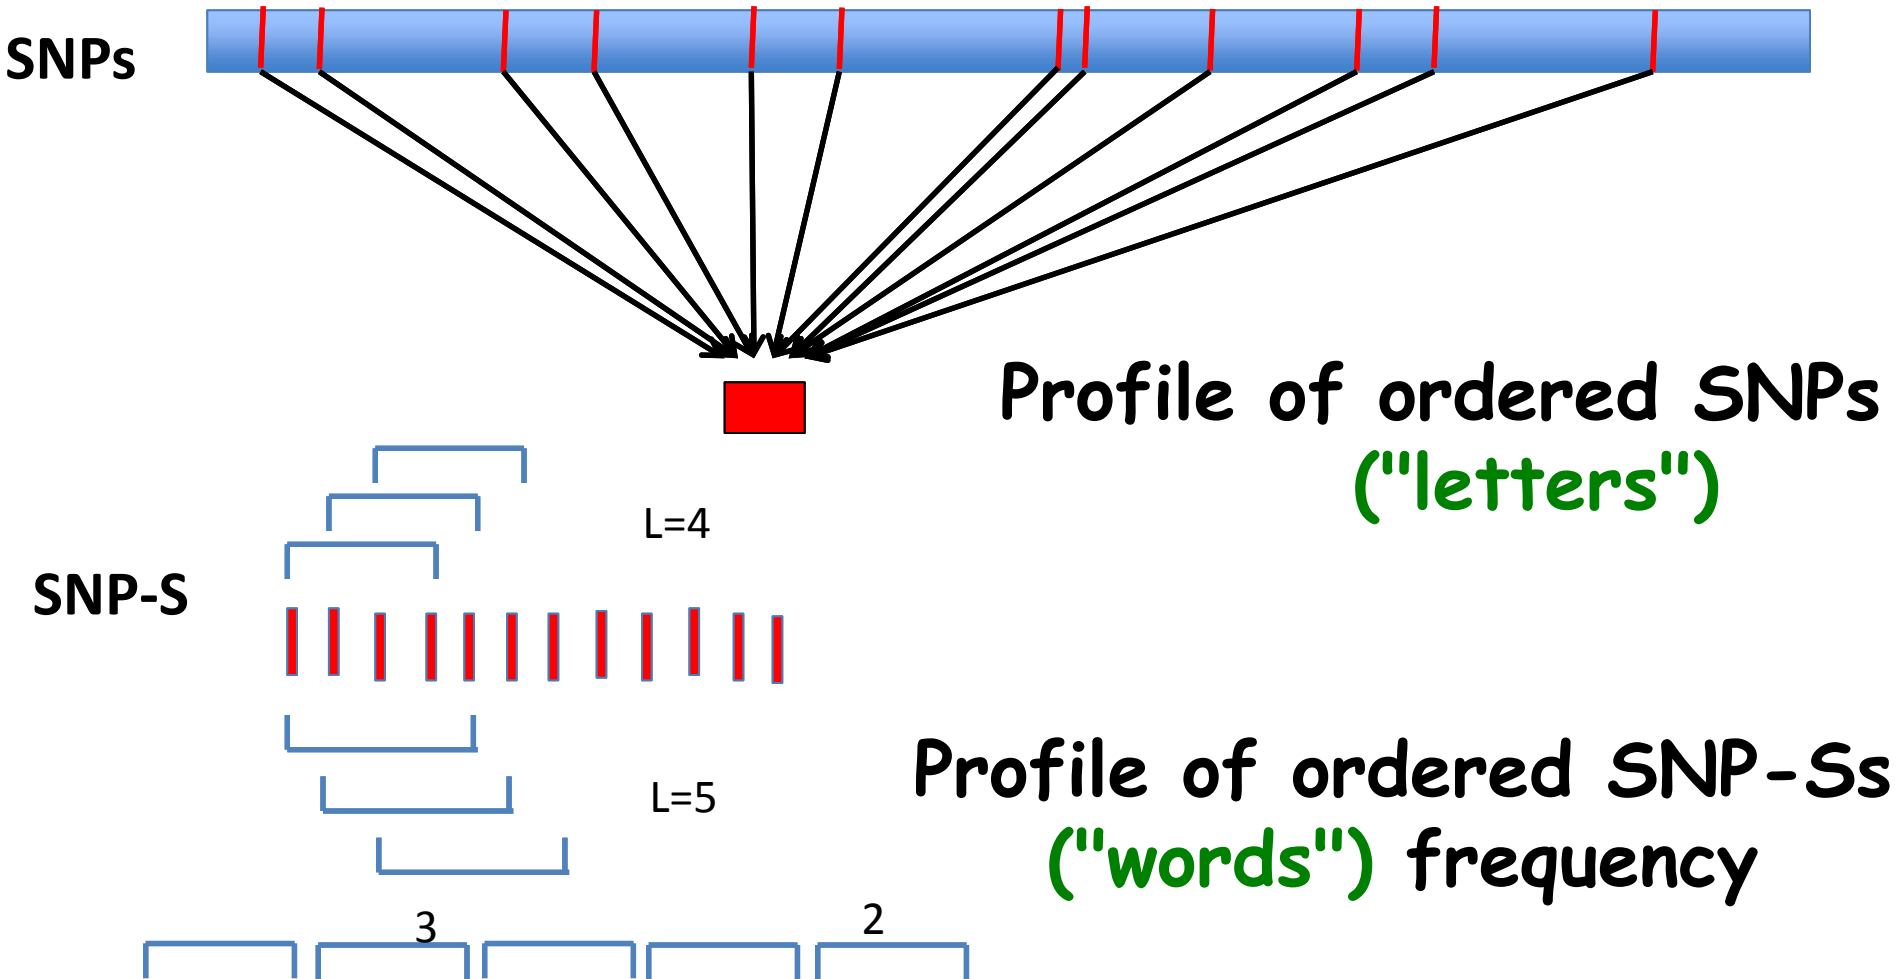 SNPs
Profile of ordered SNPs
("letters")
L=4
SNP-S
L=5
Profile of ordered SNP-Ss
("words") frequency
3
2